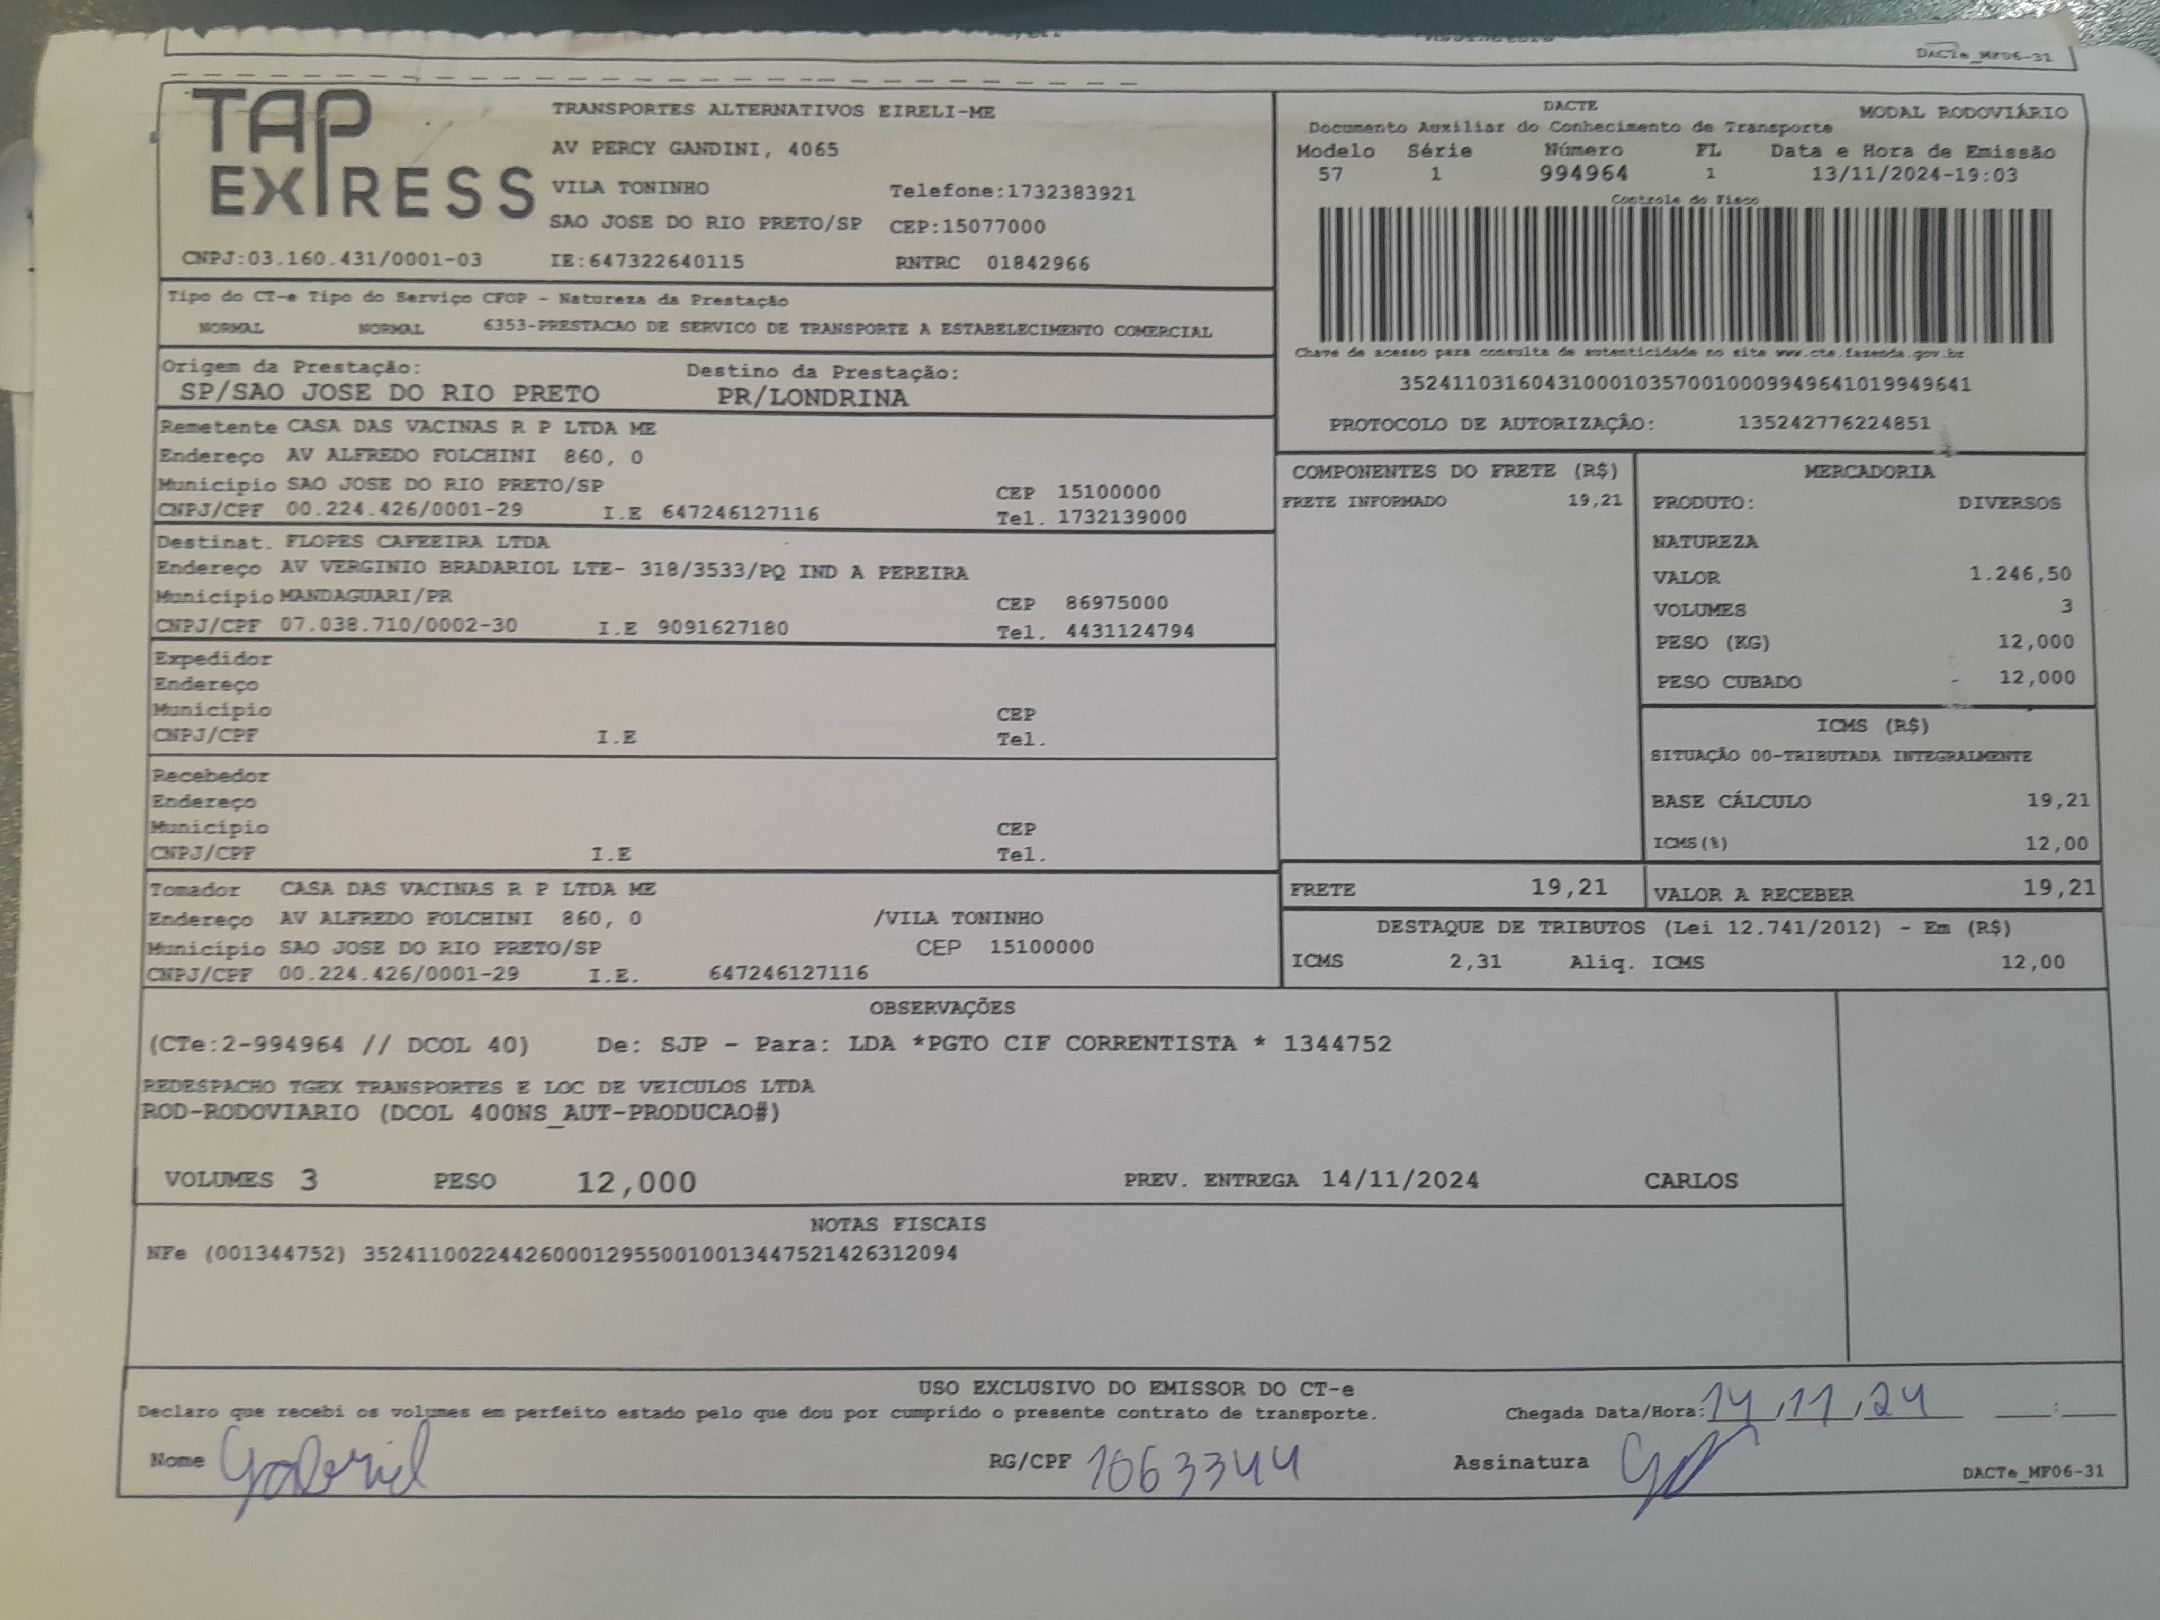 DACTe_MF06-31
TAP EXPRESS
TRANSPORTES ALTERNATIVOS EIRELI-ME
AV PERCY GANDINI, 4065
VILA TONINHO Telefone:1732383921
SAO JOSE DO RIO PRETO/SP CEP:15077000
CNPJ:03.160.431/0001-03 IE:647322640115 RNTRC 01842966
DACTE MODAL RODOVIÁRIO
Documento Auxiliar do Conhecimento de Transporte
Modelo Série Número FL Data e Hora de Emissão
57 1 994964 1 13/11/2024-19:03
Controle do Fisco
Chave de acesso para consulta de autenticidade no site www.cte.fazenda.gov.br
35241103160431000103570010009949641019949641
PROTOCOLO DE AUTORIZAÇÂO: 135242776224851
Tipo do CT-e Tipo do Serviço CFOP - Natureza da Prestação
NORMAL NORMAL 6353-PRESTACAO DE SERVICO DE TRANSPORTE A ESTABELECIMENTO COMERCIAL
Origem da Prestação: Destino da Prestação:
SP/SAO JOSE DO RIO PRETO PR/LONDRINA
Remetente CASA DAS VACINAS R P LTDA ME
Endereço AV ALFREDO FOLCHINI 860, 0
Município SAO JOSE DO RIO PRETO/SP CEP 15100000
CNPJ/CPF 00.224.426/0001-29 I.E 647246127116 Tel. 1732139000
Destinat. FLOPES CAFEEIRA LTDA
Endereço AV VERGINIO BRADARIOL LTE- 318/3533/PQ IND A PEREIRA
Município MANDAGUARI/PR CEP 86975000
CNPJ/CPF 07.038.710/0002-30 I.E 9091627180 Tel. 4431124794
Expedidor
Endereço
Município CEP
CNPJ/CPF I.E Tel.
Recebedor
Endereço
Município CEP
CNPJ/CPF I.E Tel.
Tomador CASA DAS VACINAS R P LTDA ME
Endereço AV ALFREDO FOLCHINI 860, 0 /VILA TONINHO
Município SAO JOSE DO RIO PRETO/SP CEP 15100000
CNPJ/CPF 00.224.426/0001-29 I.E. 647246127116
COMPONENTES DO FRETE (R$)
FRETE INFORMADO 19,21
MERCADORIA
PRODUTO: DIVERSOS
NATUREZA
VALOR 1.246,50
VOLUMES 3
PESO (KG) 12,000
PESO CUBADO 12,000
ICMS (R$)
SITUAÇÃO 00-TRIBUTADA INTEGRALMENTE
BASE CÁLCULO 19,21
ICMS(%) 12,00
FRETE 19,21 VALOR A RECEBER 19,21
DESTAQUE DE TRIBUTOS (Lei 12.741/2012) - Em (R$)
ICMS 2,31 Aliq. ICMS 12,00
OBSERVAÇÕES
(CTe:2-994964 // DCOL 40) De: SJP - Para: LDA *PGTO CIF CORRENTISTA * 1344752
REDESPACHO TGEX TRANSPORTES E LOC DE VEICULOS LTDA
ROD-RODOVIARIO (DCOL 400NS_AUT-PRODUCAO#)
VOLUMES 3 PESO 12,000 PREV. ENTREGA 14/11/2024 CARLOS
NOTAS FISCAIS
NFe (001344752) 35241100224426000129550010013447521426312094
USO EXCLUSIVO DO EMISSOR DO CT-e
Declaro que recebi os volumes em perfeito estado pelo que dou por cumprido o presente contrato de transporte. Chegada Data/Hora: 14,11,24 __:__
Nome Gabriel RG/CPF 10633444 Assinatura
DACTe_MF06-31